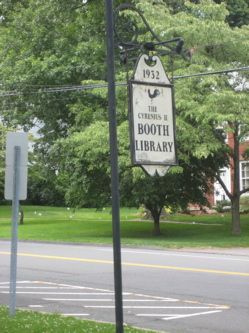 1932
THE
CYRENIUS H.
BOOTH
LIBRARY